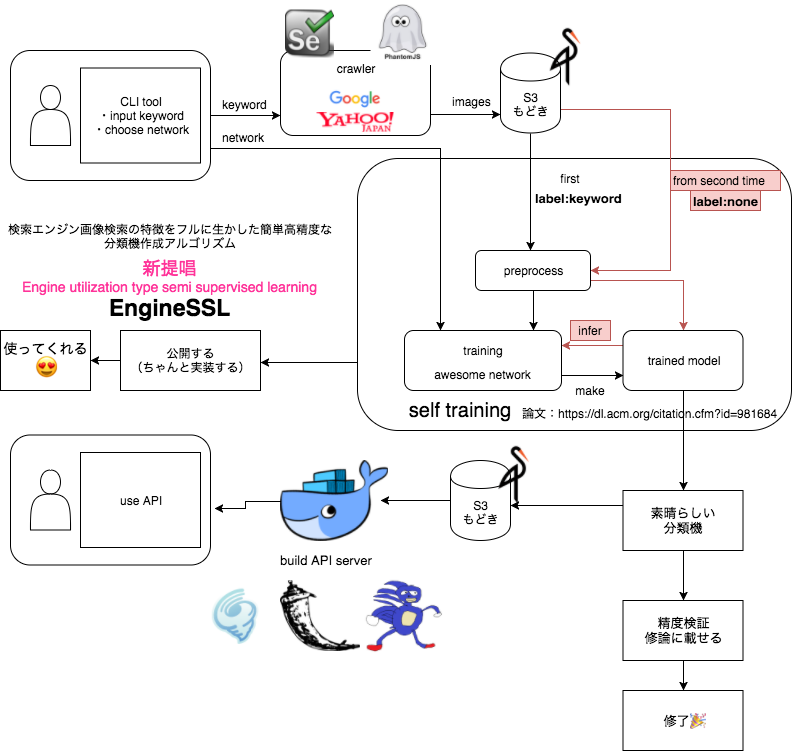 Se
PhantomJS
crawler
Google
YAHOO!
JAPAN
CLI tool
・input keyword
・choose network
keyword
network
images
S3
もどき
first
label:keyword
from second time
label:none
検索エンジン画像検索の特徴をフルに生かした簡単高精度な
分類機作成アルゴリズム
新提唱
Engine utilization type semi supervised learning
EngineSSL
preprocess
使ってくれる
😍
公開する
（ちゃんと実装する）
training
awesome network
infer
make
trained model
self training
論文：https://dl.acm.org/citation.cfm?id=981684
use API
build API server
S3
もどき
素晴らしい
分類機
精度検証
修論に載せる
修了🎉